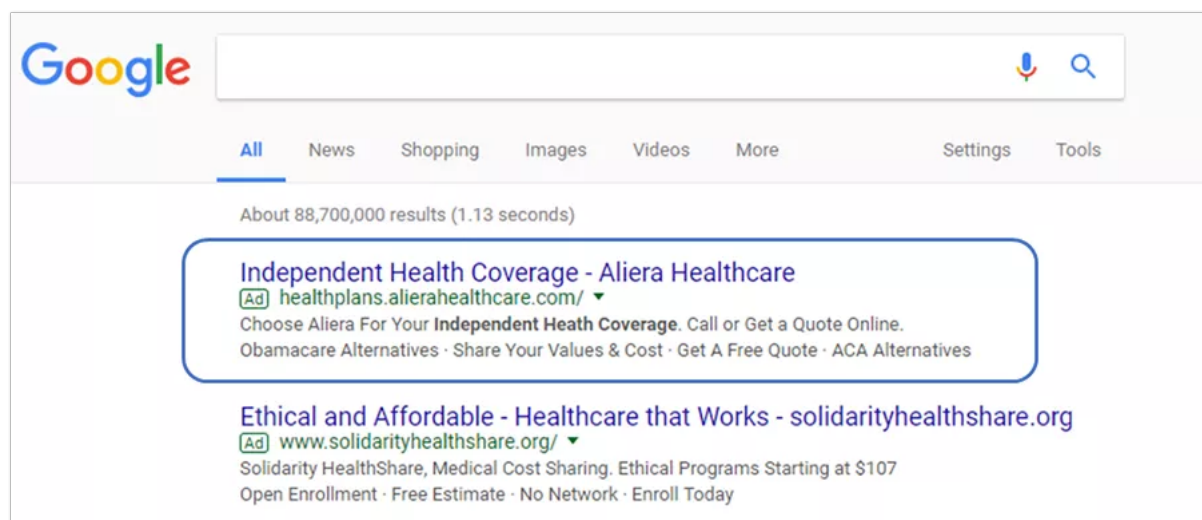 Google
All News Shopping Images Videos More Settings Tools
About 88,700,000 results (1.13 seconds)
Independent Health Coverage - Aliera Healthcare
Ad healthplans.alierahealthcare.com/
Choose Aliera For Your Independent Heath Coverage. Call or Get a Quote Online.
Obamacare Alternatives · Share Your Values & Cost · Get A Free Quote · ACA Alternatives
Ethical and Affordable - Healthcare that Works - solidarityhealthshare.org
Ad www.solidarityhealthshare.org/
Solidarity HealthShare, Medical Cost Sharing. Ethical Programs Starting at $107
Open Enrollment · Free Estimate · No Network · Enroll Today